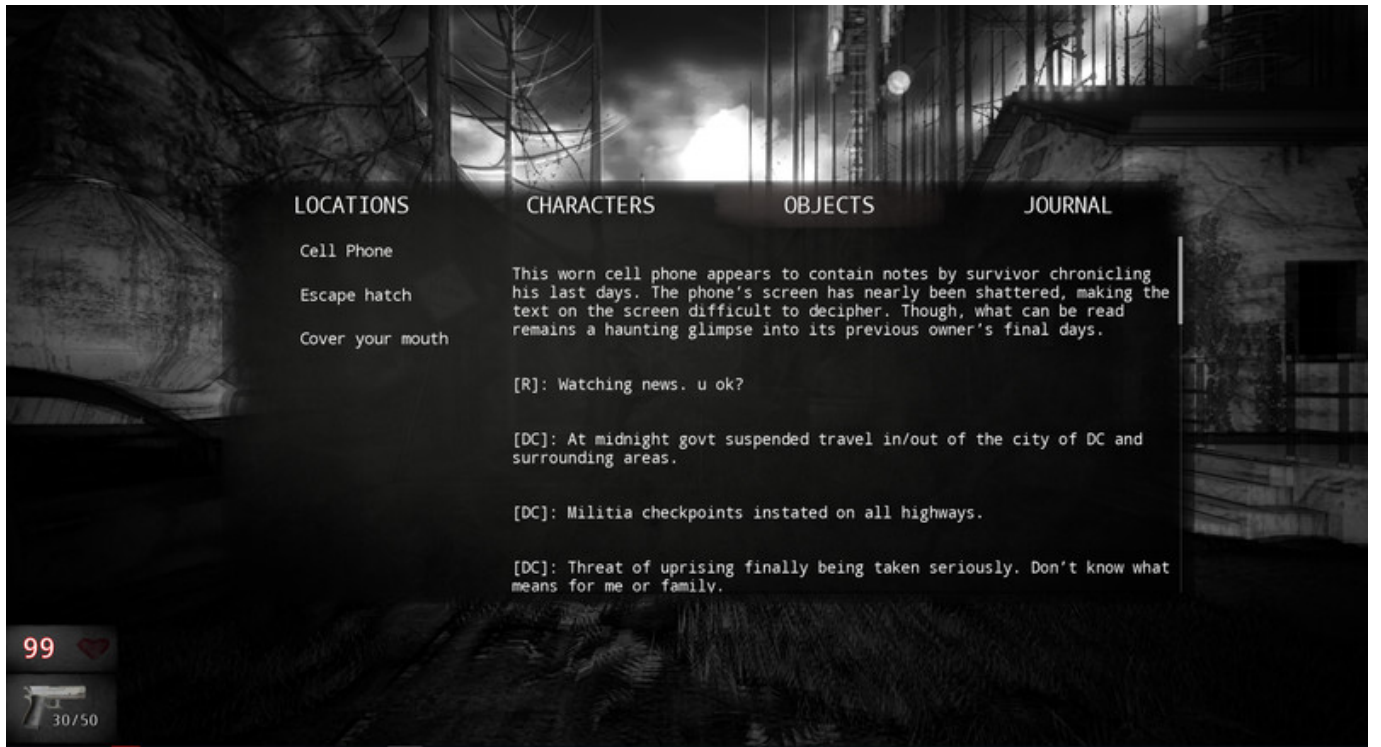 LOCATIONS CHARACTERS OBJECTS JOURNAL
Cell Phone
Escape hatch
Cover your mouth
This worn cell phone appears to contain notes by survivor chronicling
his last days. The phone's screen has nearly been shattered, making the
text on the screen difficult to decipher. Though, what can be read
remains a haunting glimpse into its previous owner's final days.
[R]: Watching news. u ok?
[DC]: At midnight govt suspended travel in/out of the city of DC and
surrounding areas.
[DC]: Militia checkpoints instated on all highways.
[DC]: Threat of uprising finally being taken seriously. Don't know what
means for me or family.
99
30/50